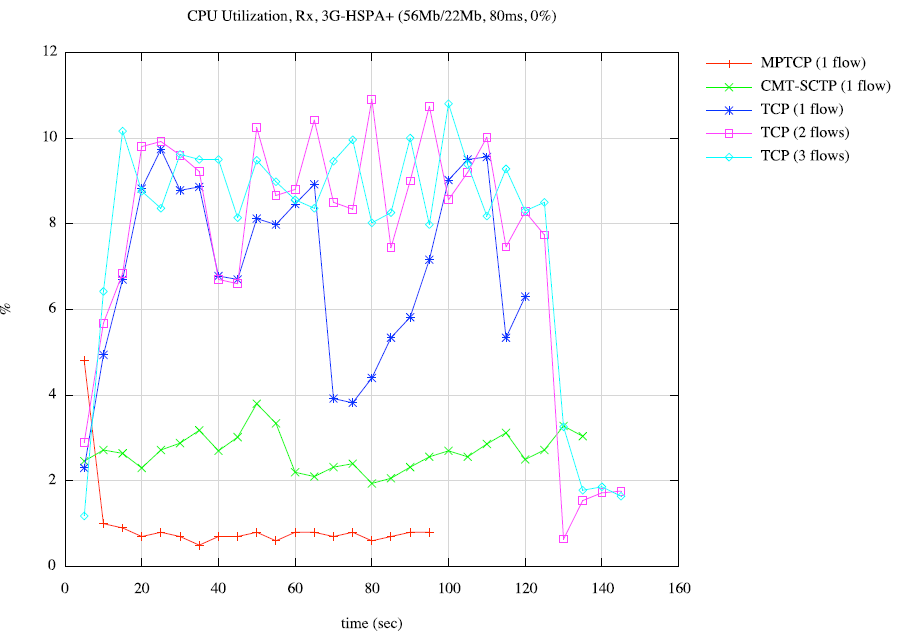 CPU Utilization, Rx, 3G-HSPA+ (56Mb/22Mb, 80ms, 0%)
12
10
8
6
4
2
0
%
0 20 40 60 80 100 120 140 160
time (sec)
MPTCP (1 flow)
CMT-SCTP (1 flow)
TCP (1 flow)
TCP (2 flows)
TCP (3 flows)